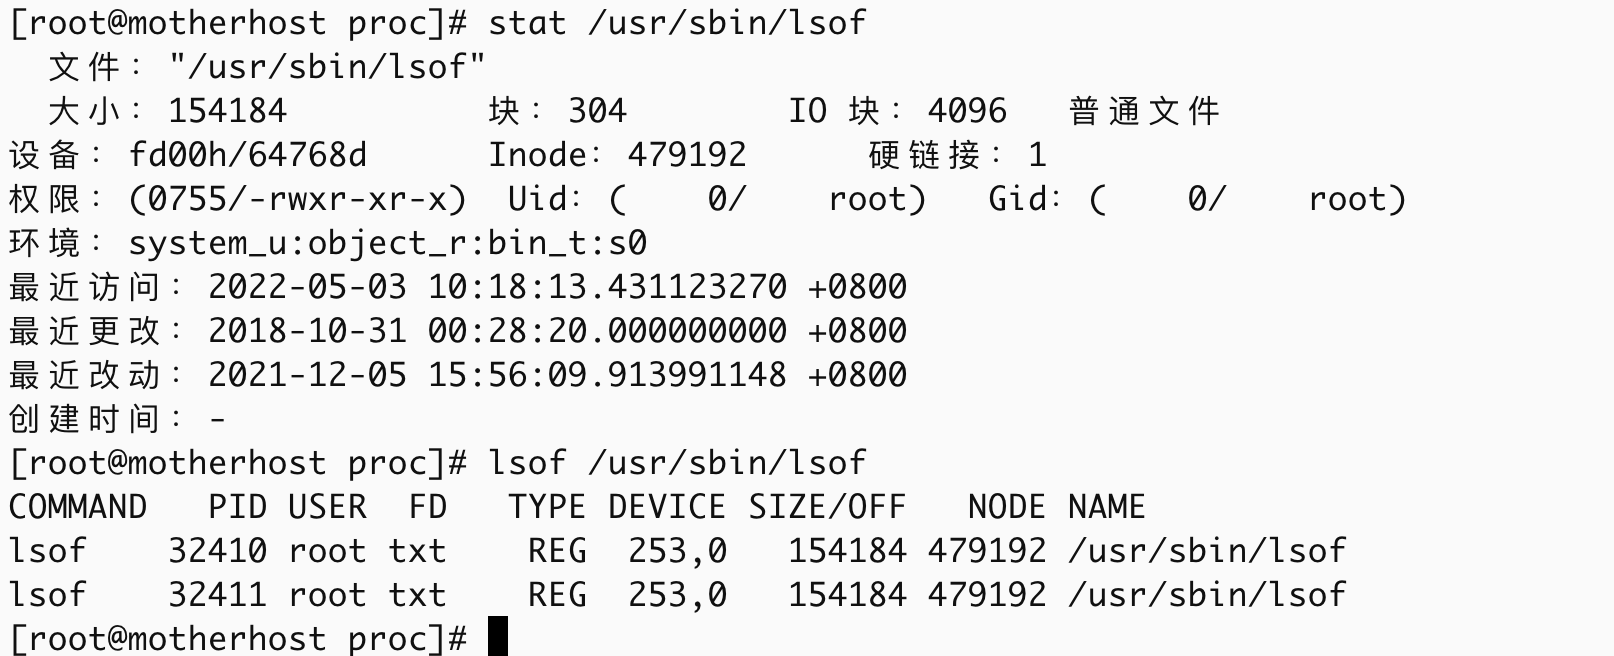 [root@motherhost proc]# stat /usr/sbin/lsof
  文件："/usr/sbin/lsof"
  大小：154184          块：304        IO 块：4096   普通文件
设备：fd00h/64768d      Inode：479192      硬链接：1
权限：(0755/-rwxr-xr-x)  Uid：(    0/    root)   Gid：(    0/    root)
环境：system_u:object_r:bin_t:s0
最近访问：2022-05-03 10:18:13.431123270 +0800
最近更改：2018-10-31 00:28:20.000000000 +0800
最近改动：2021-12-05 15:56:09.913991148 +0800
创建时间：-
[root@motherhost proc]# lsof /usr/sbin/lsof
COMMAND   PID USER  FD   TYPE DEVICE SIZE/OFF   NODE NAME
lsof    32410 root txt    REG  253,0   154184 479192 /usr/sbin/lsof
lsof    32411 root txt    REG  253,0   154184 479192 /usr/sbin/lsof
[root@motherhost proc]#